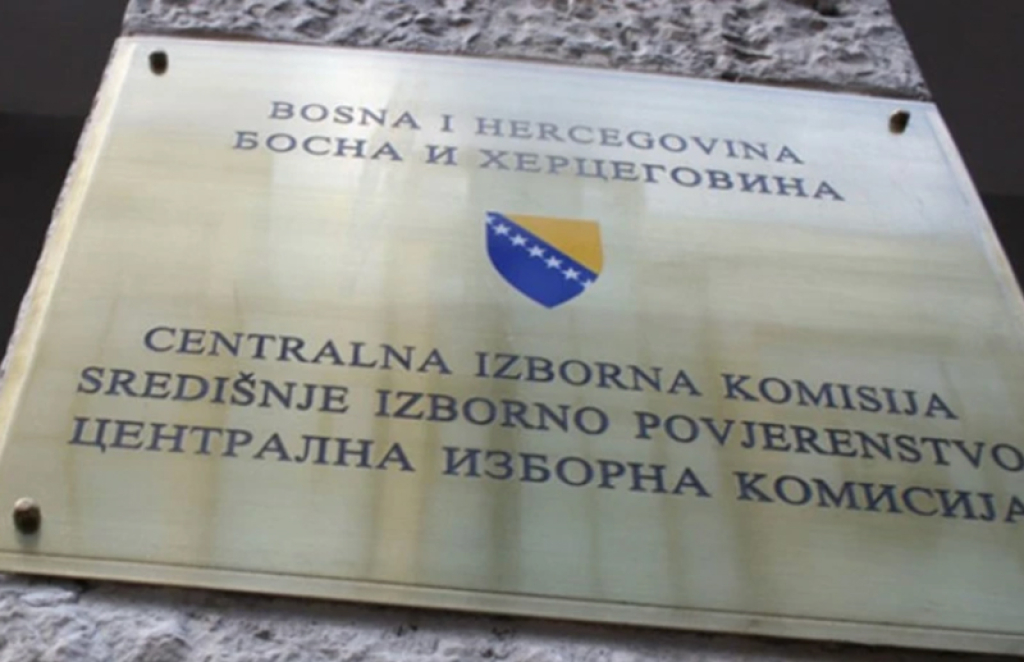 BOSNA I HERCEGOVINA
БОСНА И ХЕРЦЕГОВИНА
CENTRALNA IZBORNA KOMISIJA
SREDIŠNJE IZBORNO POVJERENSTVO
ЦЕНТРАЛНА ИЗБОРНА КОМИСИЈА